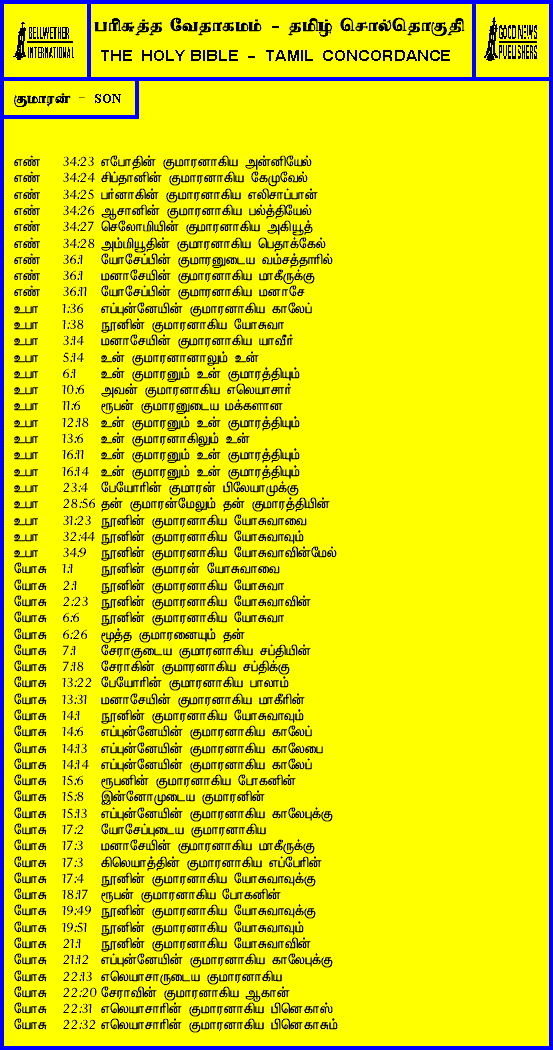 BELLWETHER INTERNATIONAL
பரிசுத்த வேதாகமம் - தமிழ் சொல்தொகுதி
THE HOLY BIBLE - TAMIL CONCORDANCE
GOOD NEWS PUBLISHERS
குமாரன் - SON
எண் 34:23 எபோதின் குமாரனாகிய அன்னியேல்
எண் 34:24 சிப்தானின் குமாரனாகிய கேமுவேல்
எண் 34:25 பர்னாகின் குமாரனாகிய எலிசாப்பான்
எண் 34:26 ஆசானின் குமாரனாகிய பல்த்தியேல்
எண் 34:27 செலோமியின் குமாரனாகிய அகியூத்
எண் 34:28 அம்மியூதின் குமாரனாகிய பெதாக்கேல்
எண் 36:1 யோசேப்பின் குமாரனுடைய வம்சத்தாரில்
எண் 36:1 மனாசேயின் குமாரனாகிய மாகீருக்கு
எண் 36:11 யோசேப்பின் குமாரனாகிய மனாசே
உபா 1:36 எப்புன்னேயின் குமாரனாகிய காலேப்
உபா 1:38 நூனின் குமாரனாகிய யோசுவா
உபா 3:14 மனாசேயின் குமாரனாகிய யாவீர்
உபா 5:14 உன் குமாரனானாலும் உன்
உபா 6:1 உன் குமாரனும் உன் குமாரத்தியும்
உபா 10:6 அவன் குமாரனாகிய எலெயாசார்
உபா 11:6 ரூபன் குமாரனுடைய மக்களான
உபா 12:18 உன் குமாரனும் உன் குமாரத்தியும்
உபா 13:6 உன் குமாரனாகிலும் உன்
உபா 16:11 உன் குமாரனும் உன் குமாரத்தியும்
உபா 16:14 உன் குமாரனும் உன் குமாரத்தியும்
உபா 23:4 பேயோரின் குமாரன் பிலேயாமுக்கு
உபா 28:56 தன் குமாரன்மேலும் தன் குமாரத்தியின்
உபா 31:23 நூனின் குமாரனாகிய யோசுவாவை
உபா 32:44 நூனின் குமாரனாகிய யோசுவாவும்
உபா 34:9 நூனின் குமாரனாகிய யோசுவாவின்மேல்
யோசு 1:1 நூனின் குமாரன் யோசுவாவை
யோசு 2:1 நூனின் குமாரனாகிய யோசுவா
யோசு 2:23 நூனின் குமாரனாகிய யோசுவாவின்
யோசு 6:6 நூனின் குமாரனாகிய யோசுவா
யோசு 6:26 மூத்த குமாரனையும் தன்
யோசு 7:1 சேராகுடைய குமாரனாகிய சப்தியின்
யோசு 7:18 சேராகின் குமாரனாகிய சப்திக்கு
யோசு 13:22 பேயோரின் குமாரனாகிய பாலாம்
யோசு 13:31 மனாசேயின் குமாரனாகிய மாகீரின்
யோசு 14:1 நூனின் குமாரனாகிய யோசுவாவும்
யோசு 14:6 எப்புன்னேயின் குமாரனாகிய காலேப்
யோசு 14:13 எப்புன்னேயின் குமாரனாகிய காலேபை
யோசு 14:14 எப்புன்னேயின் குமாரனாகிய காலேப்
யோசு 15:6 ரூபனின் குமாரனாகிய போகனின்
யோசு 15:8 இன்னோமுடைய குமாரனின்
யோசு 15:13 எப்புன்னேயின் குமாரனாகிய காலேபுக்கு
யோசு 17:2 யோசேப்புடைய குமாரனாகிய
யோசு 17:3 மனாசேயின் குமாரனாகிய மாகீருக்கு
யோசு 17:3 கிலெயாத்தின் குமாரனாகிய எப்பேரின்
யோசு 17:4 நூனின் குமாரனாகிய யோசுவாவுக்கு
யோசு 18:17 ரூபன் குமாரனாகிய போகனின்
யோசு 19:49 நூனின் குமாரனாகிய யோசுவாவுக்கு
யோசு 19:51 நூனின் குமாரனாகிய யோசுவாவும்
யோசு 21:1 நூனின் குமாரனாகிய யோசுவாவின்
யோசு 21:12 எப்புன்னேயின் குமாரனாகிய காலேபுக்கு
யோசு 22:13 எலெயாசாருடைய குமாரனாகிய
யோசு 22:20 சேராவின் குமாரனாகிய ஆகான்
யோசு 22:31 எலெயாசாரின் குமாரனாகிய பினெகாஸ்
யோசு 22:32 எலெயாசாரின் குமாரனாகிய பினெகாசும்